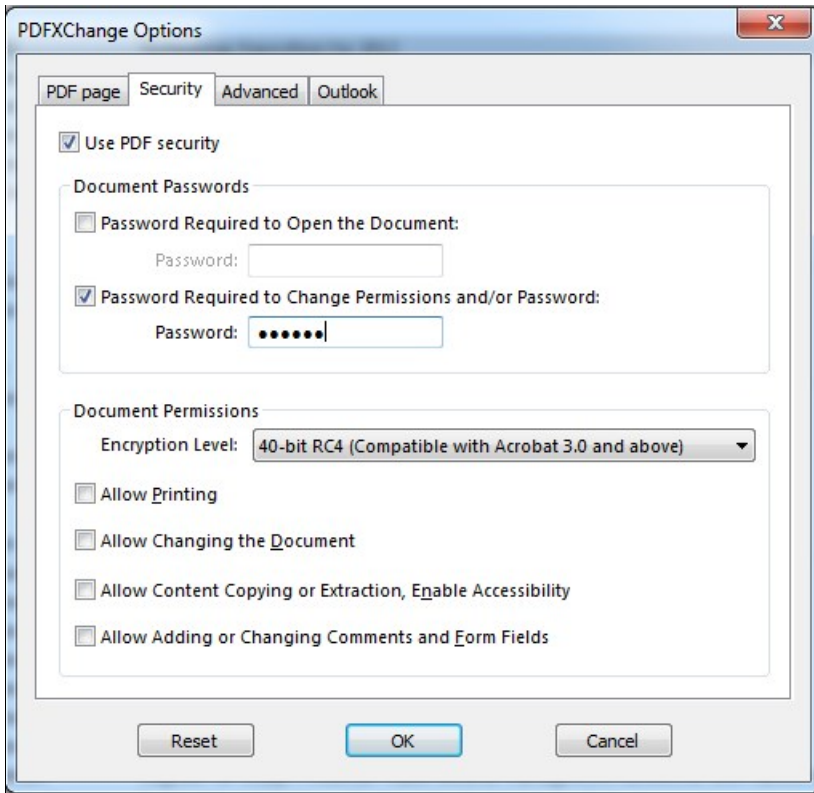 PDFXChange Options
PDF page Security Advanced Outlook
Use PDF security
Document Passwords
Password Required to Open the Document:
Password:
Password Required to Change Permissions and/or Password:
Password: ••••••
Document Permissions
Encryption Level: 40-bit RC4 (Compatible with Acrobat 3.0 and above)
Allow Printing
Allow Changing the Document
Allow Content Copying or Extraction, Enable Accessibility
Allow Adding or Changing Comments and Form Fields
Reset OK Cancel